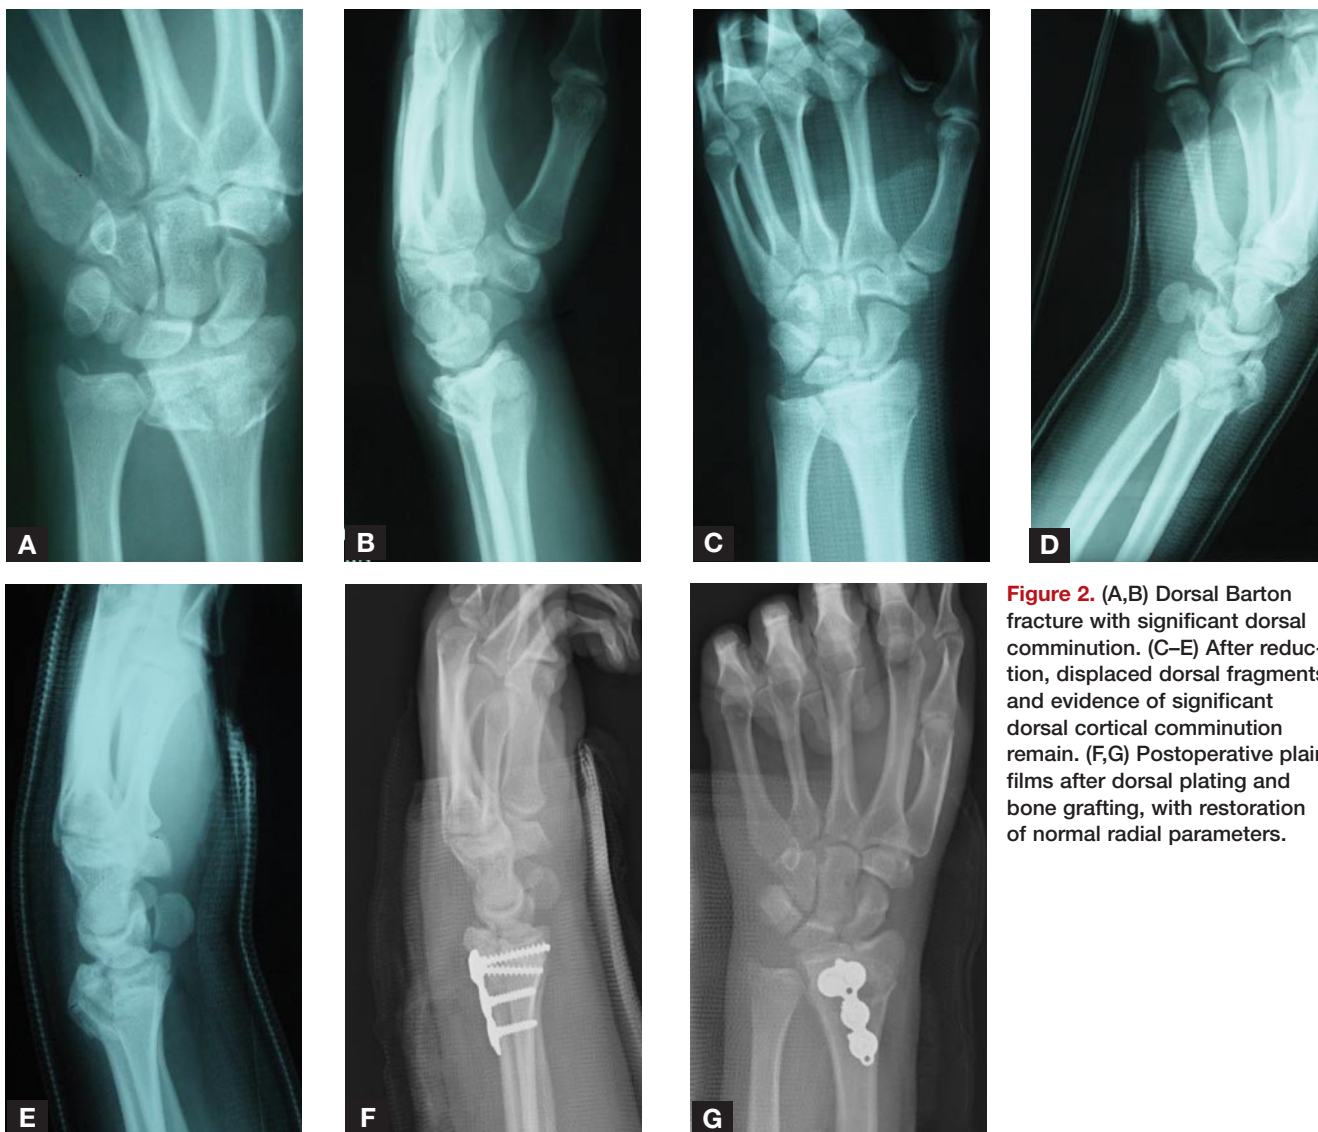 A
B
C
D
E
F
G
Figure 2. (A,B) Dorsal Barton
fracture with significant dorsal
comminution. (C–E) After reduc-
tion, displaced dorsal fragments
and evidence of significant
dorsal cortical comminution
remain. (F,G) Postoperative plain
films after dorsal plating and
bone grafting, with restoration
of normal radial parameters.